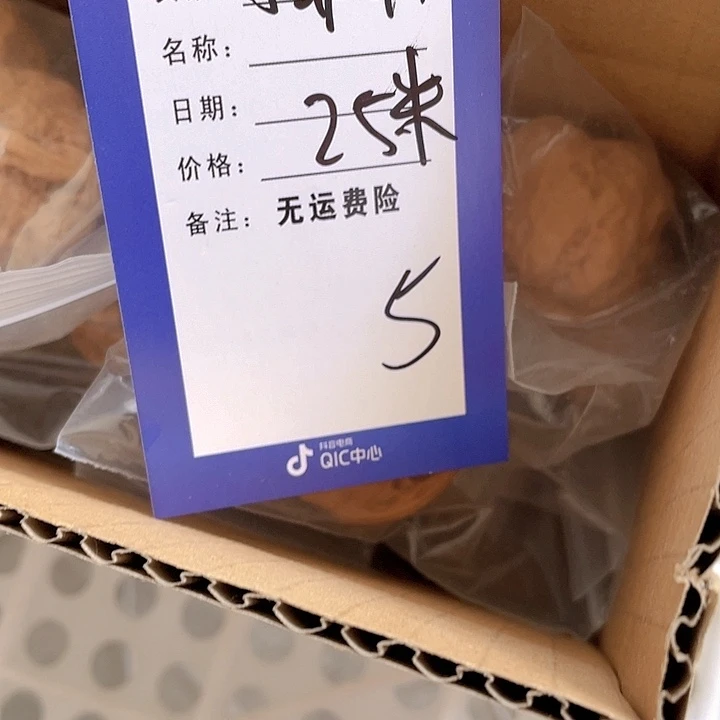 名称：
日期：
25米
价格：
备注： 无运费险
5
抖音电商
QIC中心